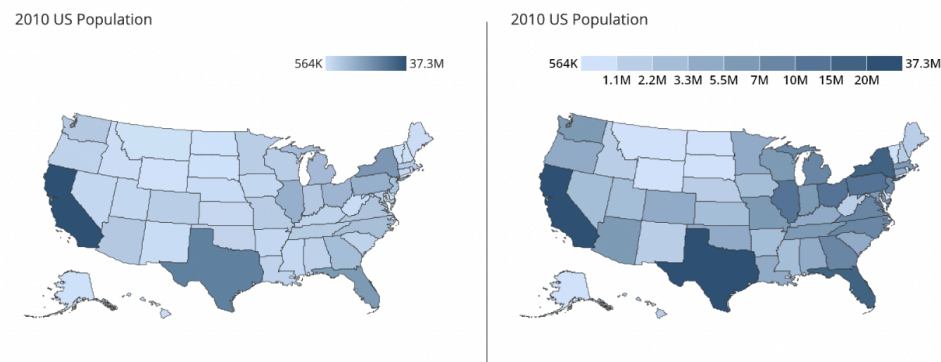 2010 US Population
564K 37.3M
2010 US Population
564K 37.3M
1.1M 2.2M 3.3M 5.5M 7M 10M 15M 20M